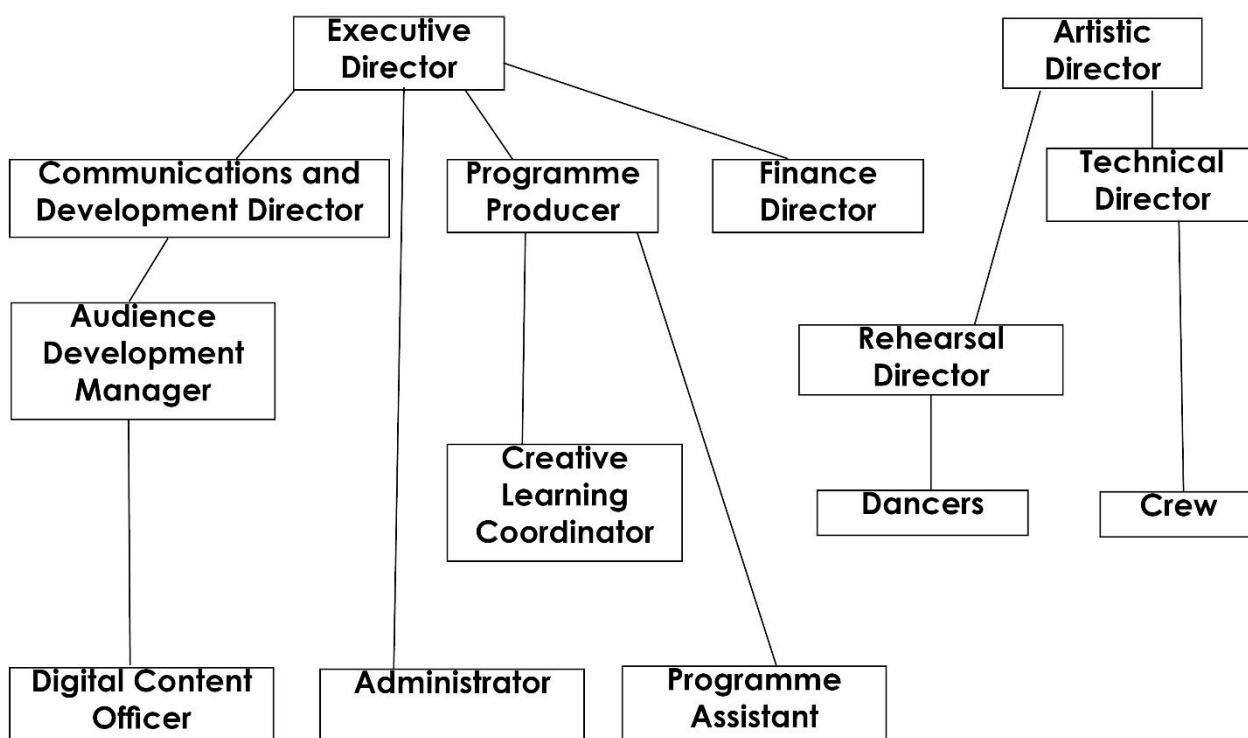 Executive
Director
Artistic
Director
Communications and
Development Director
Programme
Producer
Finance
Director
Technical
Director
Audience
Development
Manager
Rehearsal
Director
Creative
Learning
Coordinator
Dancers
Crew
Digital Content
Officer
Administrator
Programme
Assistant